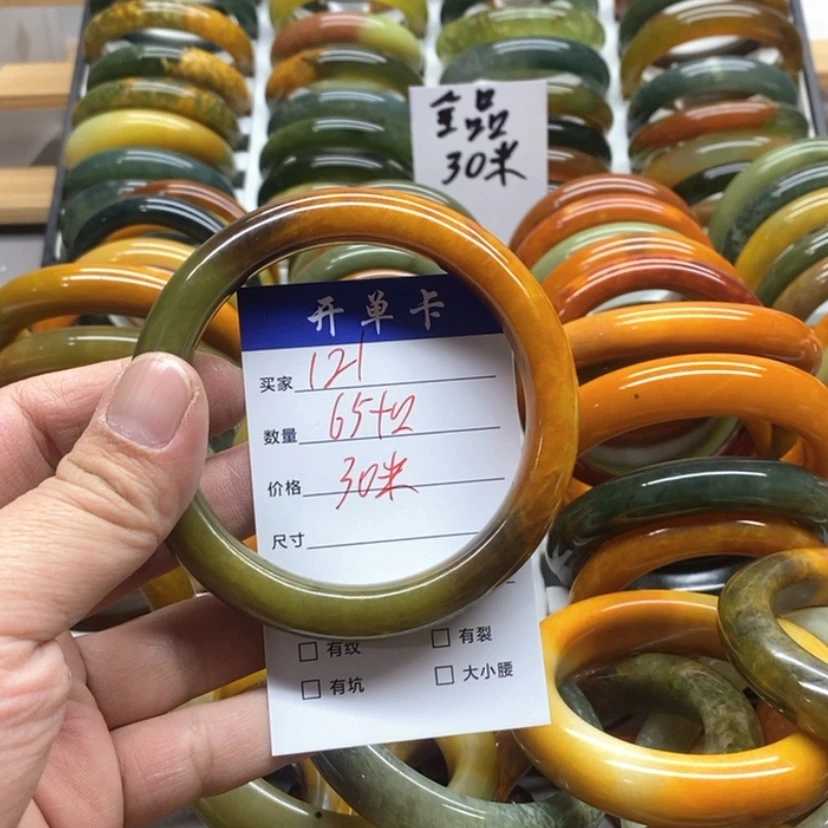 全品
30米
开单卡
买家 121
数量 65
价格 30米
尺寸
有纹 有裂
有坑 大小腰